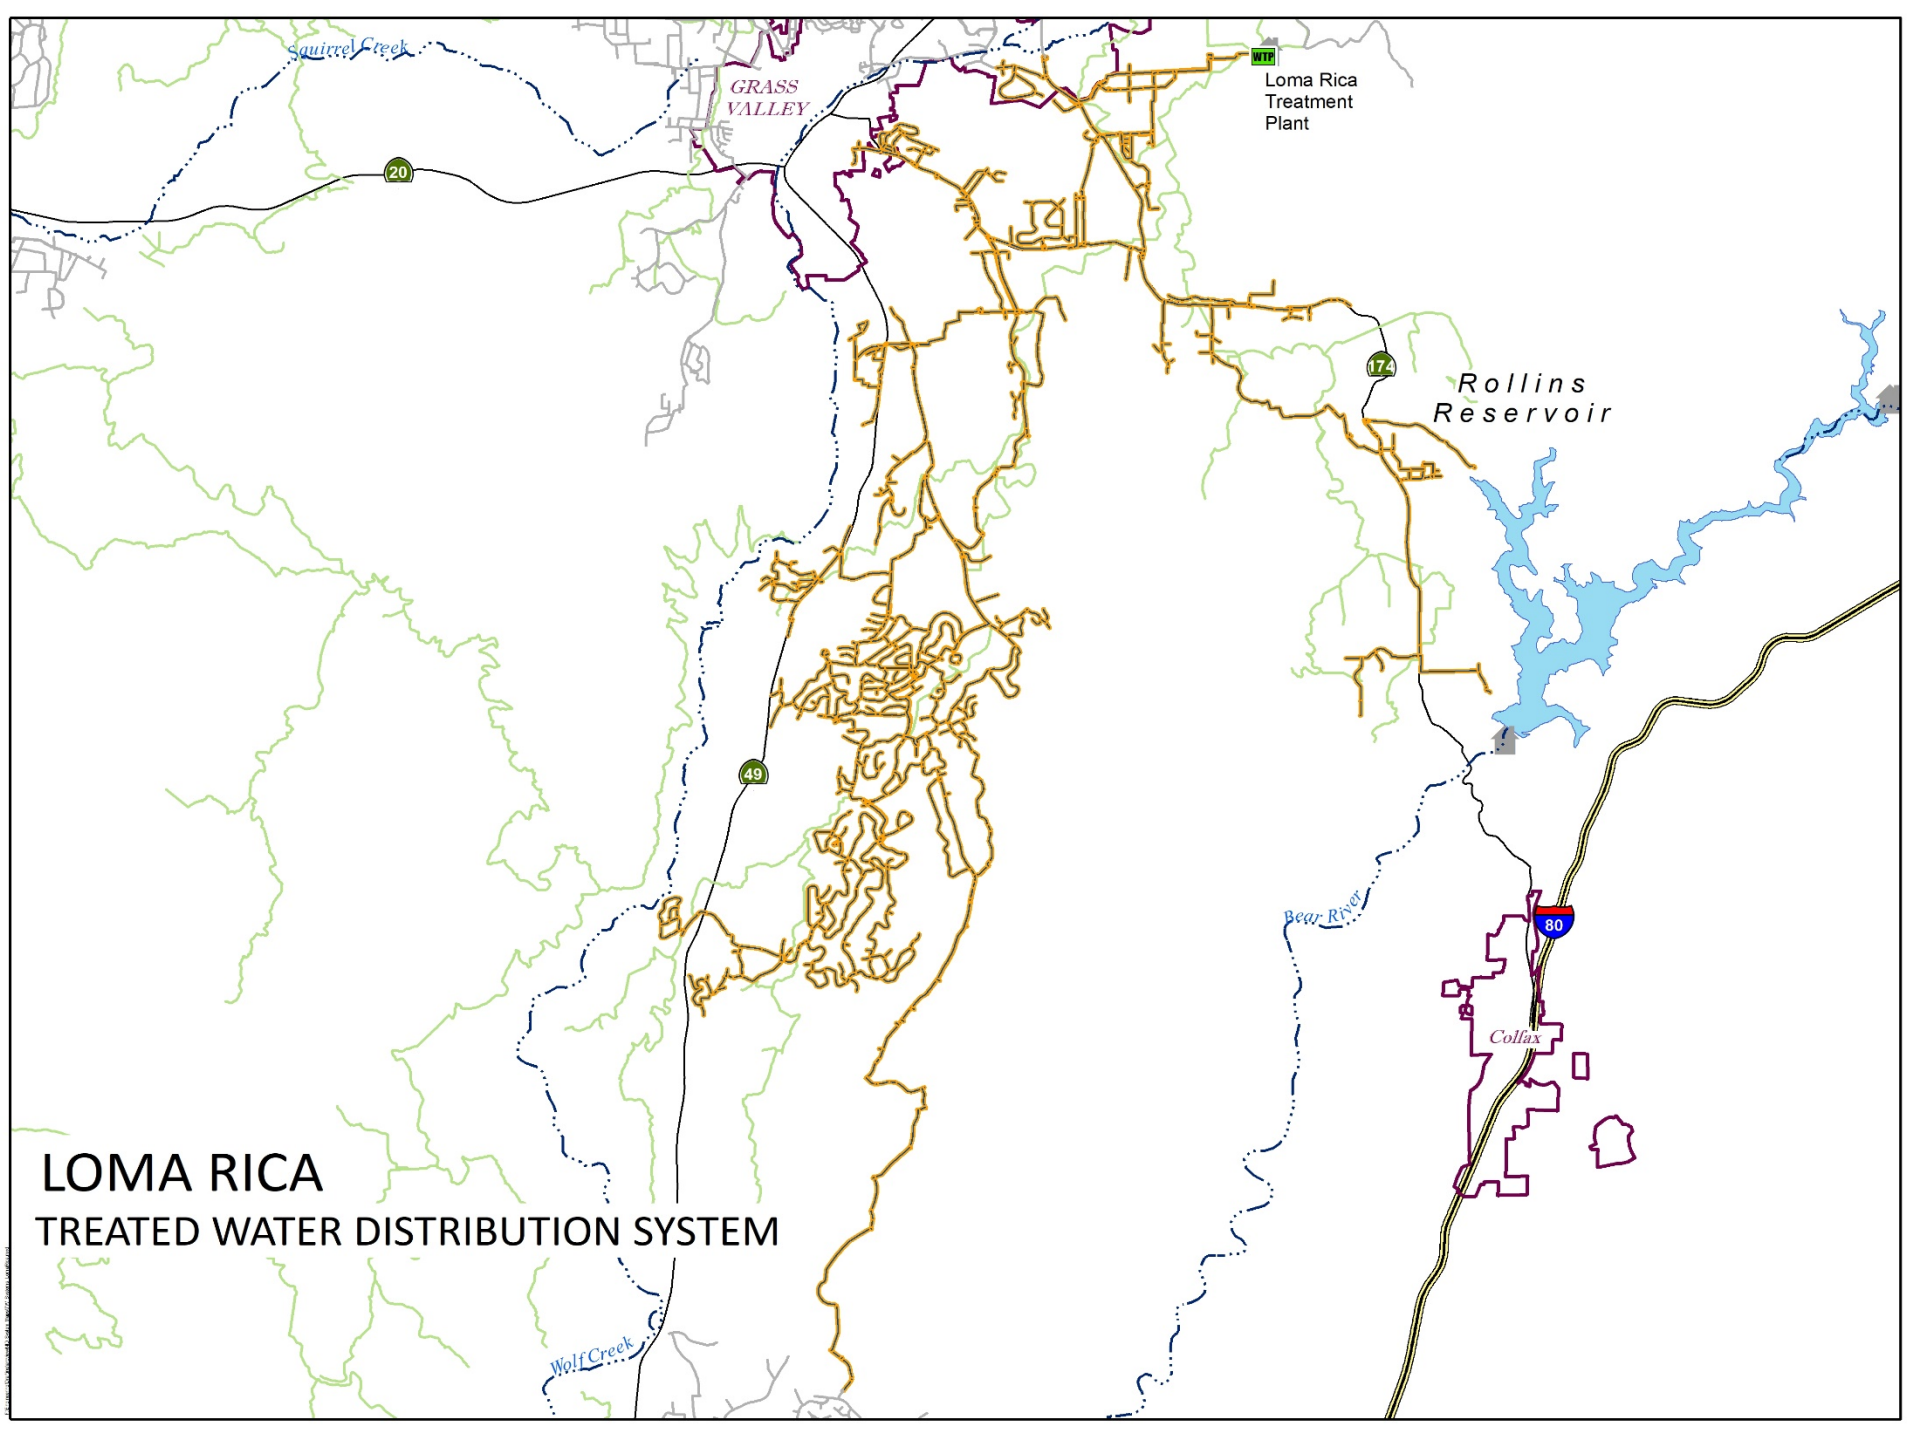 Squirrel Creek
WTP
Loma Rica
Treatment
Plant
GRASS
VALLEY
20
174
Rollins
Reservoir
49
80
Bear River
Colfax
LOMA RICA
TREATED WATER DISTRIBUTION SYSTEM
Wolf Creek